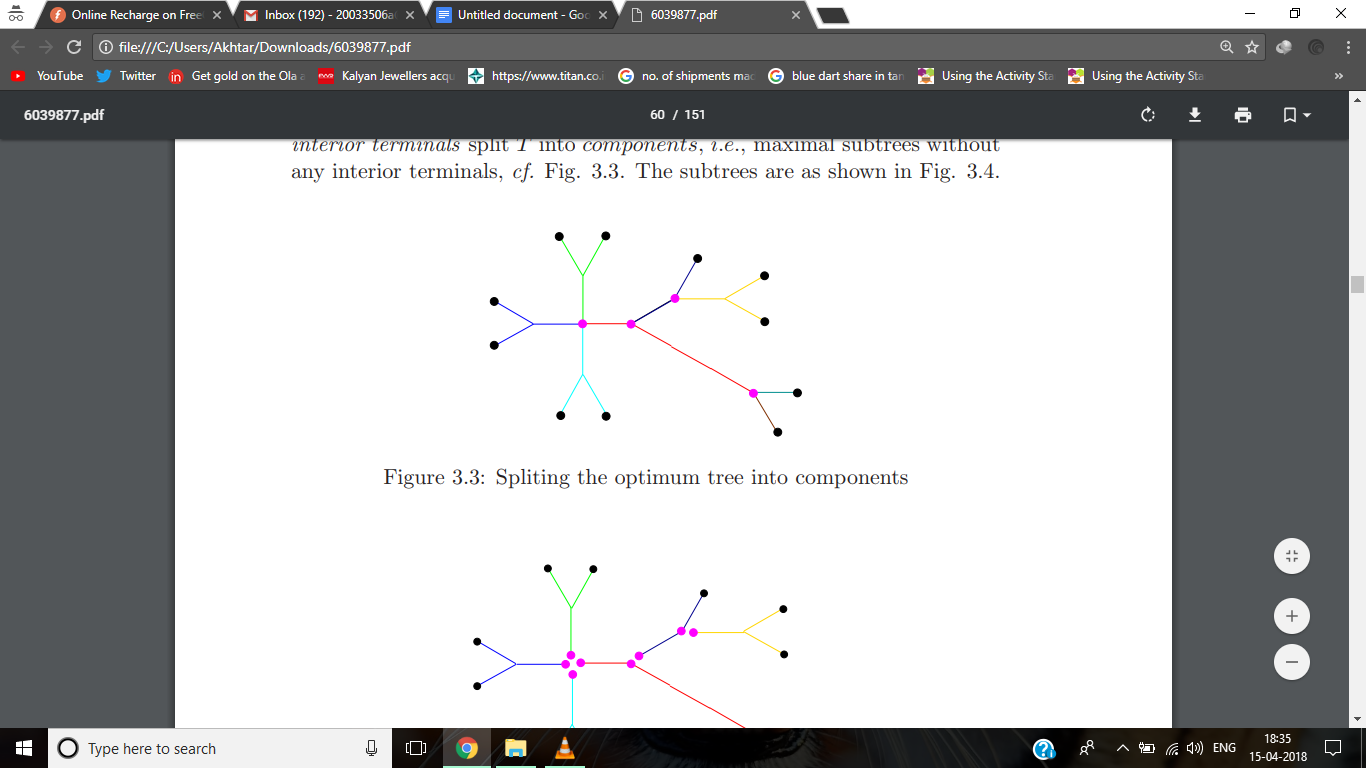 Online Recharge on Free
Inbox (192) - 20033506a
Untitled document - Goo
6039877.pdf
file:///C:/Users/Akhtar/Downloads/6039877.pdf
YouTube
Twitter
Get gold on the Ola a
Kalyan Jewellers acqu
https://www.titan.co.i
no. of shipments mad
blue dart share in tan
Using the Activity Sta
Using the Activity Sta
6039877.pdf
60 / 151
interior terminals split T into components, i.e., maximal subtrees without
any interior terminals, cf. Fig. 3.3. The subtrees are as shown in Fig. 3.4.
Figure 3.3: Spliting the optimum tree into components
Type here to search
ENG
18:35
15-04-2018